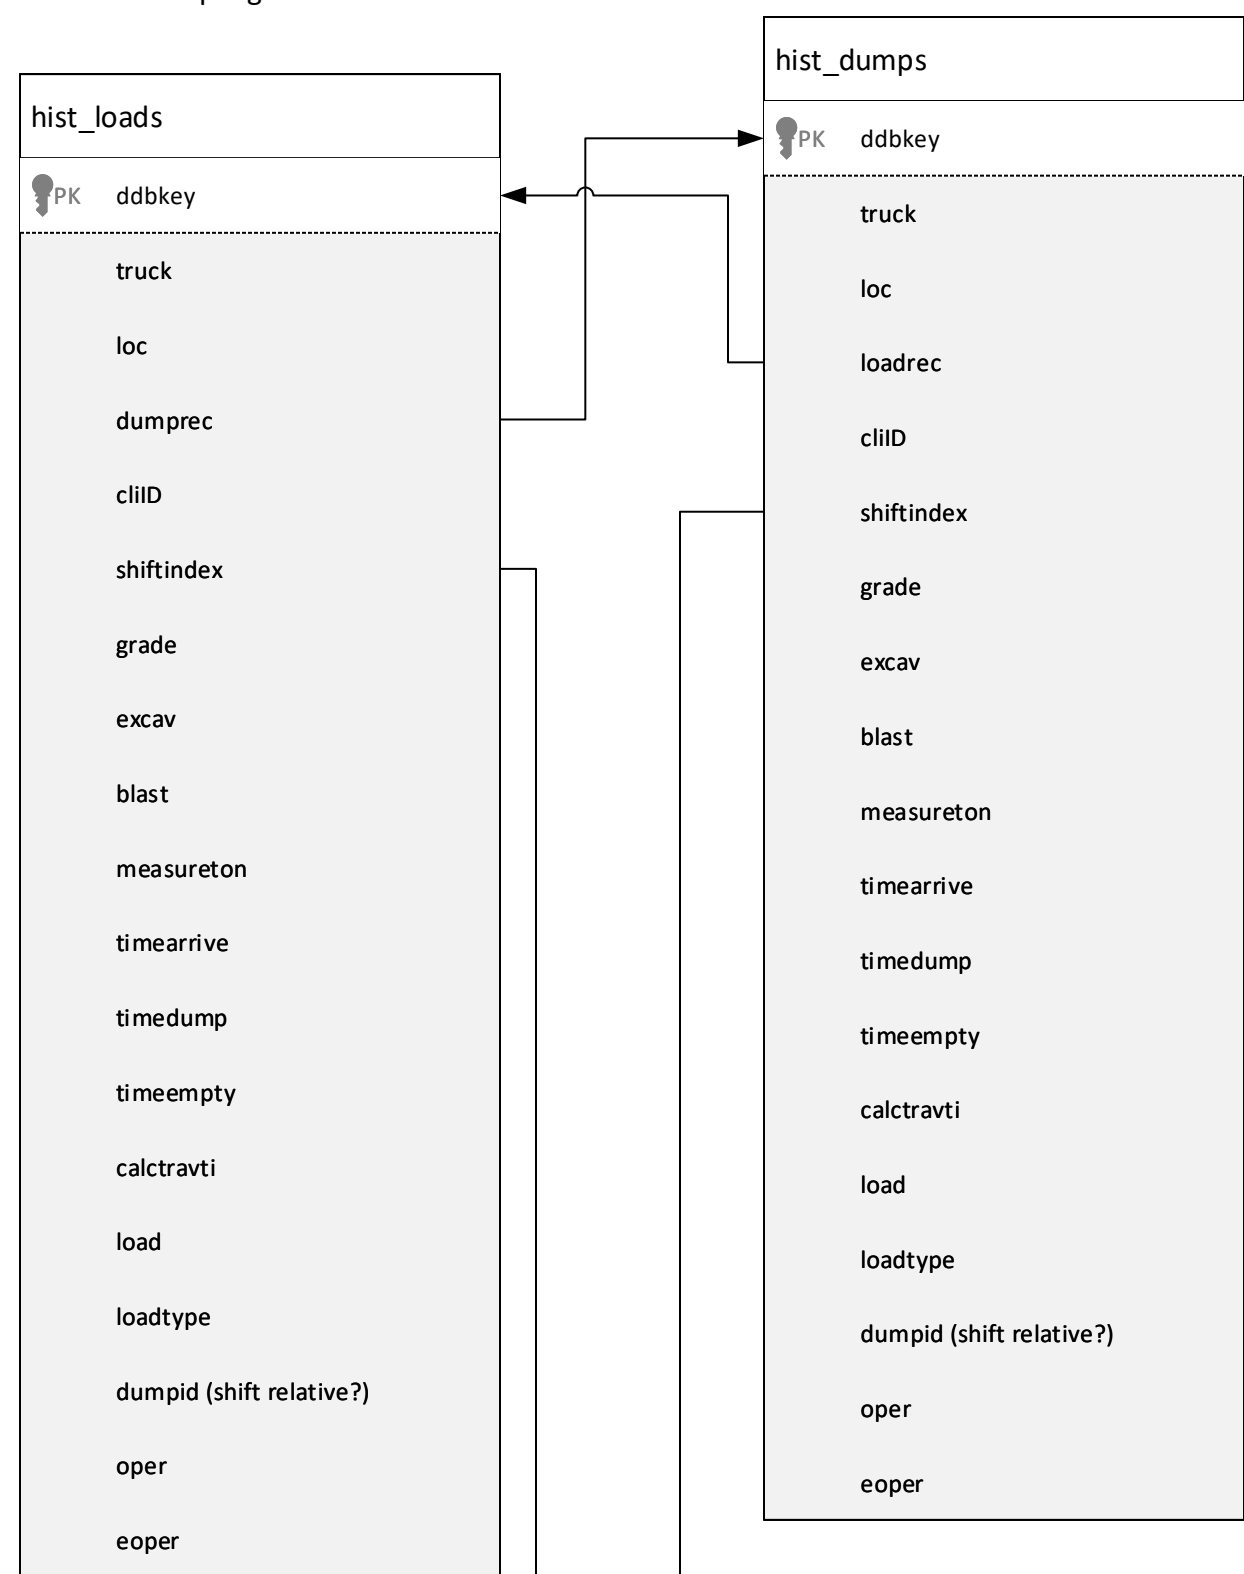 hist_loads
PK ddbkey
truck
loc
dumprec
cliID
shiftindex
grade
excav
blast
measureton
timearrive
timedump
timeempty
calctravti
load
loadtype
dumpid (shift relative?)
oper
eoper
hist_dumps
PK ddbkey
truck
loc
loadrec
cliID
shiftindex
grade
excav
blast
measureton
timearrive
timedump
timeempty
calctravti
load
loadtype
dumpid (shift relative?)
oper
eoper